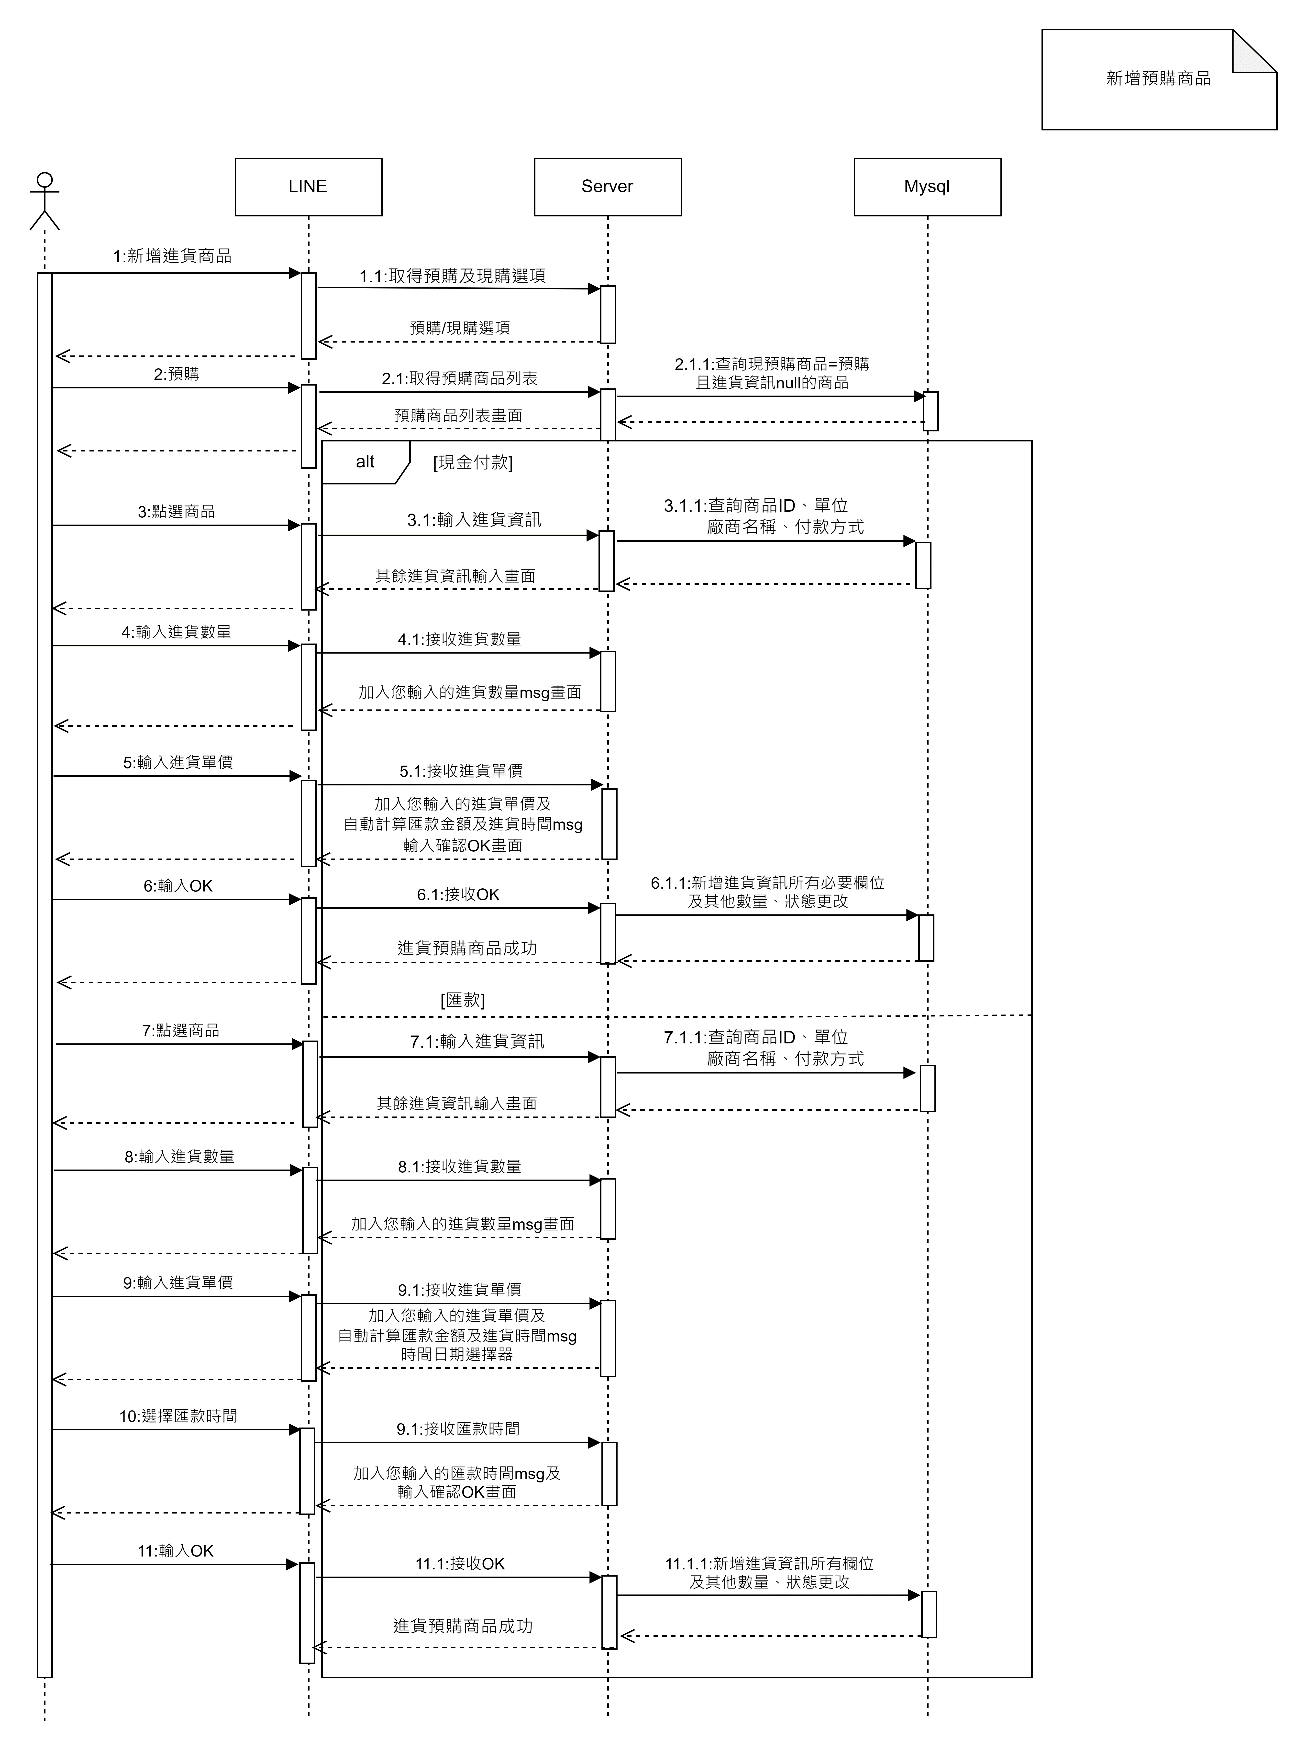 新增預購商品
LINE
Server
Mysql
1:新增進貨商品
1.1:取得預購及現購選項
預購/現購選項
2:預購
2.1:取得預購商品列表
2.1.1:查詢現預購商品=預購
且進貨資訊null的商品
預購商品列表畫面
alt
[現金付款]
3:點選商品
3.1:輸入進貨資訊
3.1.1:查詢商品ID、單位
廠商名稱、付款方式
其餘進貨資訊輸入畫面
4:輸入進貨數量
4.1:接收進貨數量
加入您輸入的進貨數量msg畫面
5:輸入進貨單價
5.1:接收進貨單價
加入您輸入的進貨單價及
自動計算匯款金額及進貨時間msg
輸入確認OK畫面
6:輸入OK
6.1:接收OK
6.1.1:新增進貨資訊所有必要欄位
及其他數量、狀態更改
進貨預購商品成功
[匯款]
7:點選商品
7.1:輸入進貨資訊
7.1.1:查詢商品ID、單位
廠商名稱、付款方式
其餘進貨資訊輸入畫面
8:輸入進貨數量
8.1:接收進貨數量
加入您輸入的進貨數量msg畫面
9:輸入進貨單價
9.1:接收進貨單價
加入您輸入的進貨單價及
自動計算匯款金額及進貨時間msg
時間日期選擇器
10:選擇匯款時間
9.1:接收匯款時間
加入您輸入的匯款時間msg及
輸入確認OK畫面
11:輸入OK
11.1:接收OK
11.1.1:新增進貨資訊所有欄位
及其他數量、狀態更改
進貨預購商品成功